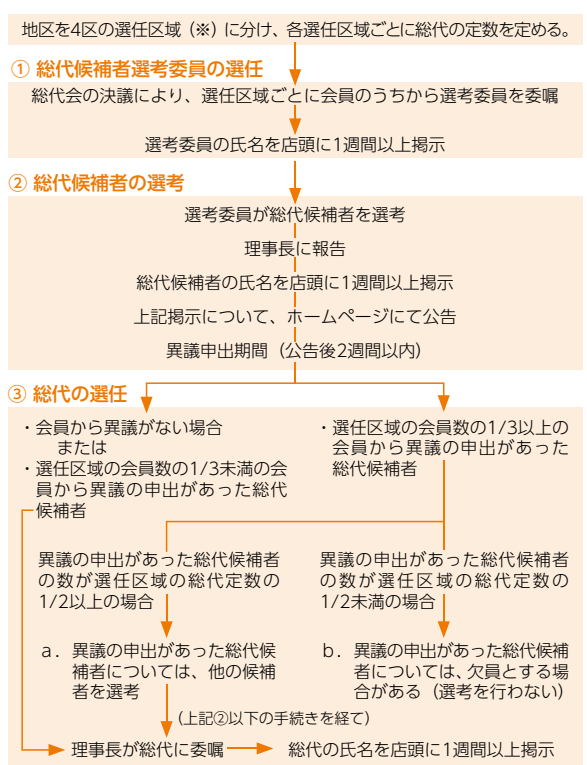 地区を4区の選任区域（※）に分け、各選任区域ごとに総代の定数を定める。
① 総代候補者選考委員の選任
総代会の決議により、選任区域ごとに会員のうちから選考委員を委嘱
選考委員の氏名を店頭に1週間以上掲示
② 総代候補者の選考
選考委員が総代候補者を選考
理事長に報告
総代候補者の氏名を店頭に1週間以上掲示
上記掲示について、ホームページにて公告
異議申出期間（公告後2週間以内）
③ 総代の選任
・会員から異議がない場合
または
・選任区域の会員数の1/3未満の会
員から異議の申出があった総代
候補者
・選任区域の会員数の1/3以上の
会員から異議の申出があった
総代候補者
異議の申出があった総代候補者
の数が選任区域の総代定数の
1/2以上の場合
異議の申出があった総代候補者
の数が選任区域の総代定数の
1/2未満の場合
a．異議の申出があった総代候
補者については、他の候補
者を選考
b．異議の申出があった総代候補
者については、欠員とする場
合がある（選考を行わない）
（上記②以下の手続きを経て）
理事長が総代に委嘱
総代の氏名を店頭に1週間以上掲示